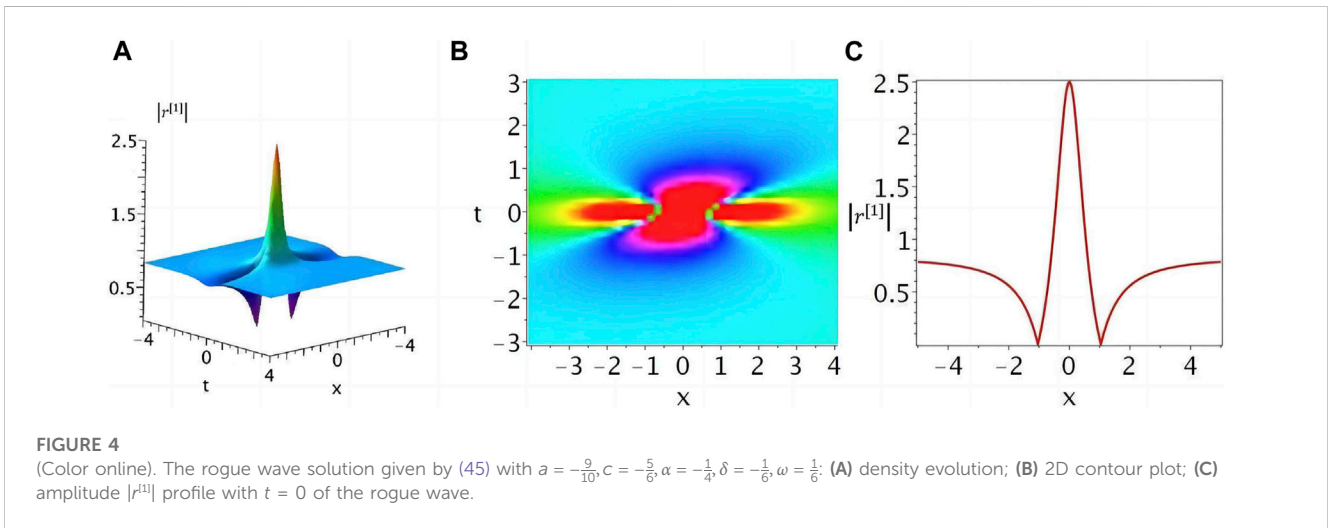 A
B
C
|r^[1]|
2.5
1.5
0.5
−4
0
4
t
0
−4
x
3
2
1
t 0
−1
−2
−3
−3 −2 −1 0 1 2 3 4
x
2.5
2
1.5
|r^[1]|
1
0.5
−4 −2 0 2 4
x
FIGURE 4
(Color online). The rogue wave solution given by (45) with a = −9/10, c = −5/6, α = −1/4, δ = −1/6, ω = 1/6: (A) density evolution; (B) 2D contour plot; (C)
amplitude |r^[1]| profile with t = 0 of the rogue wave.